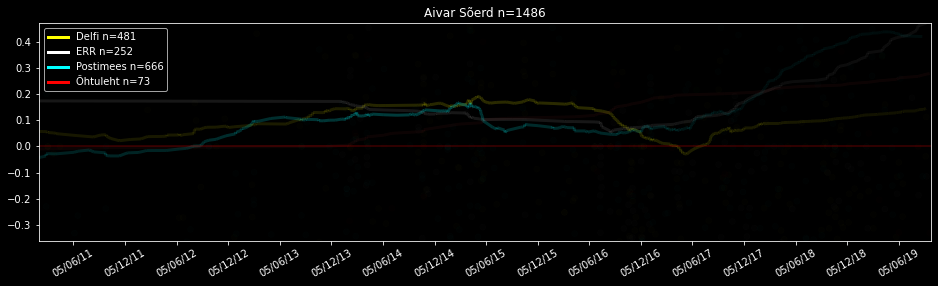 Aivar Sõerd n=1486
Delfi n=481
ERR n=252
Postimees n=666
Õhtuleht n=73
0.4
0.3
0.2
0.1
0.0
−0.1
−0.2
−0.3
05/06/11 05/12/11 05/06/12 05/12/12 05/06/13 05/12/13 05/06/14 05/12/14 05/06/15 05/12/15 05/06/16 05/12/16 05/06/17 05/12/17 05/06/18 05/12/18 05/06/19